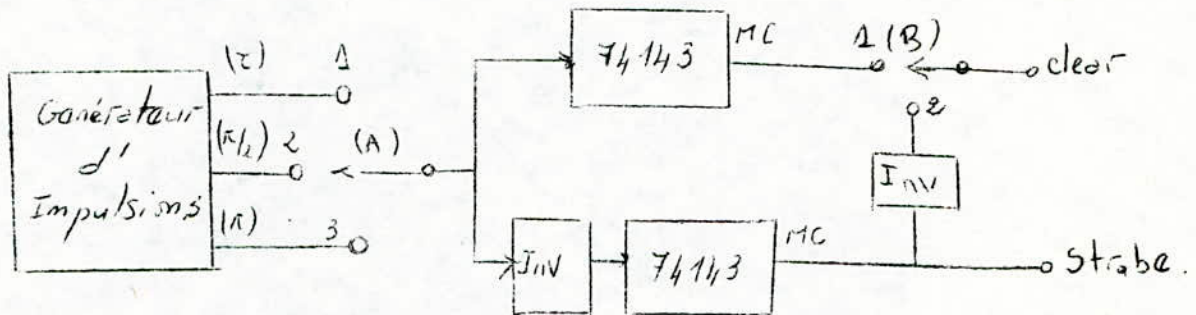 Générateur
d'
Impulsions
(τ) 1
(π/2) 2
(A)
(π) 3
74143
MC
1 (B)
clear
2
Inv
Inv
74143
MC
Strobe.